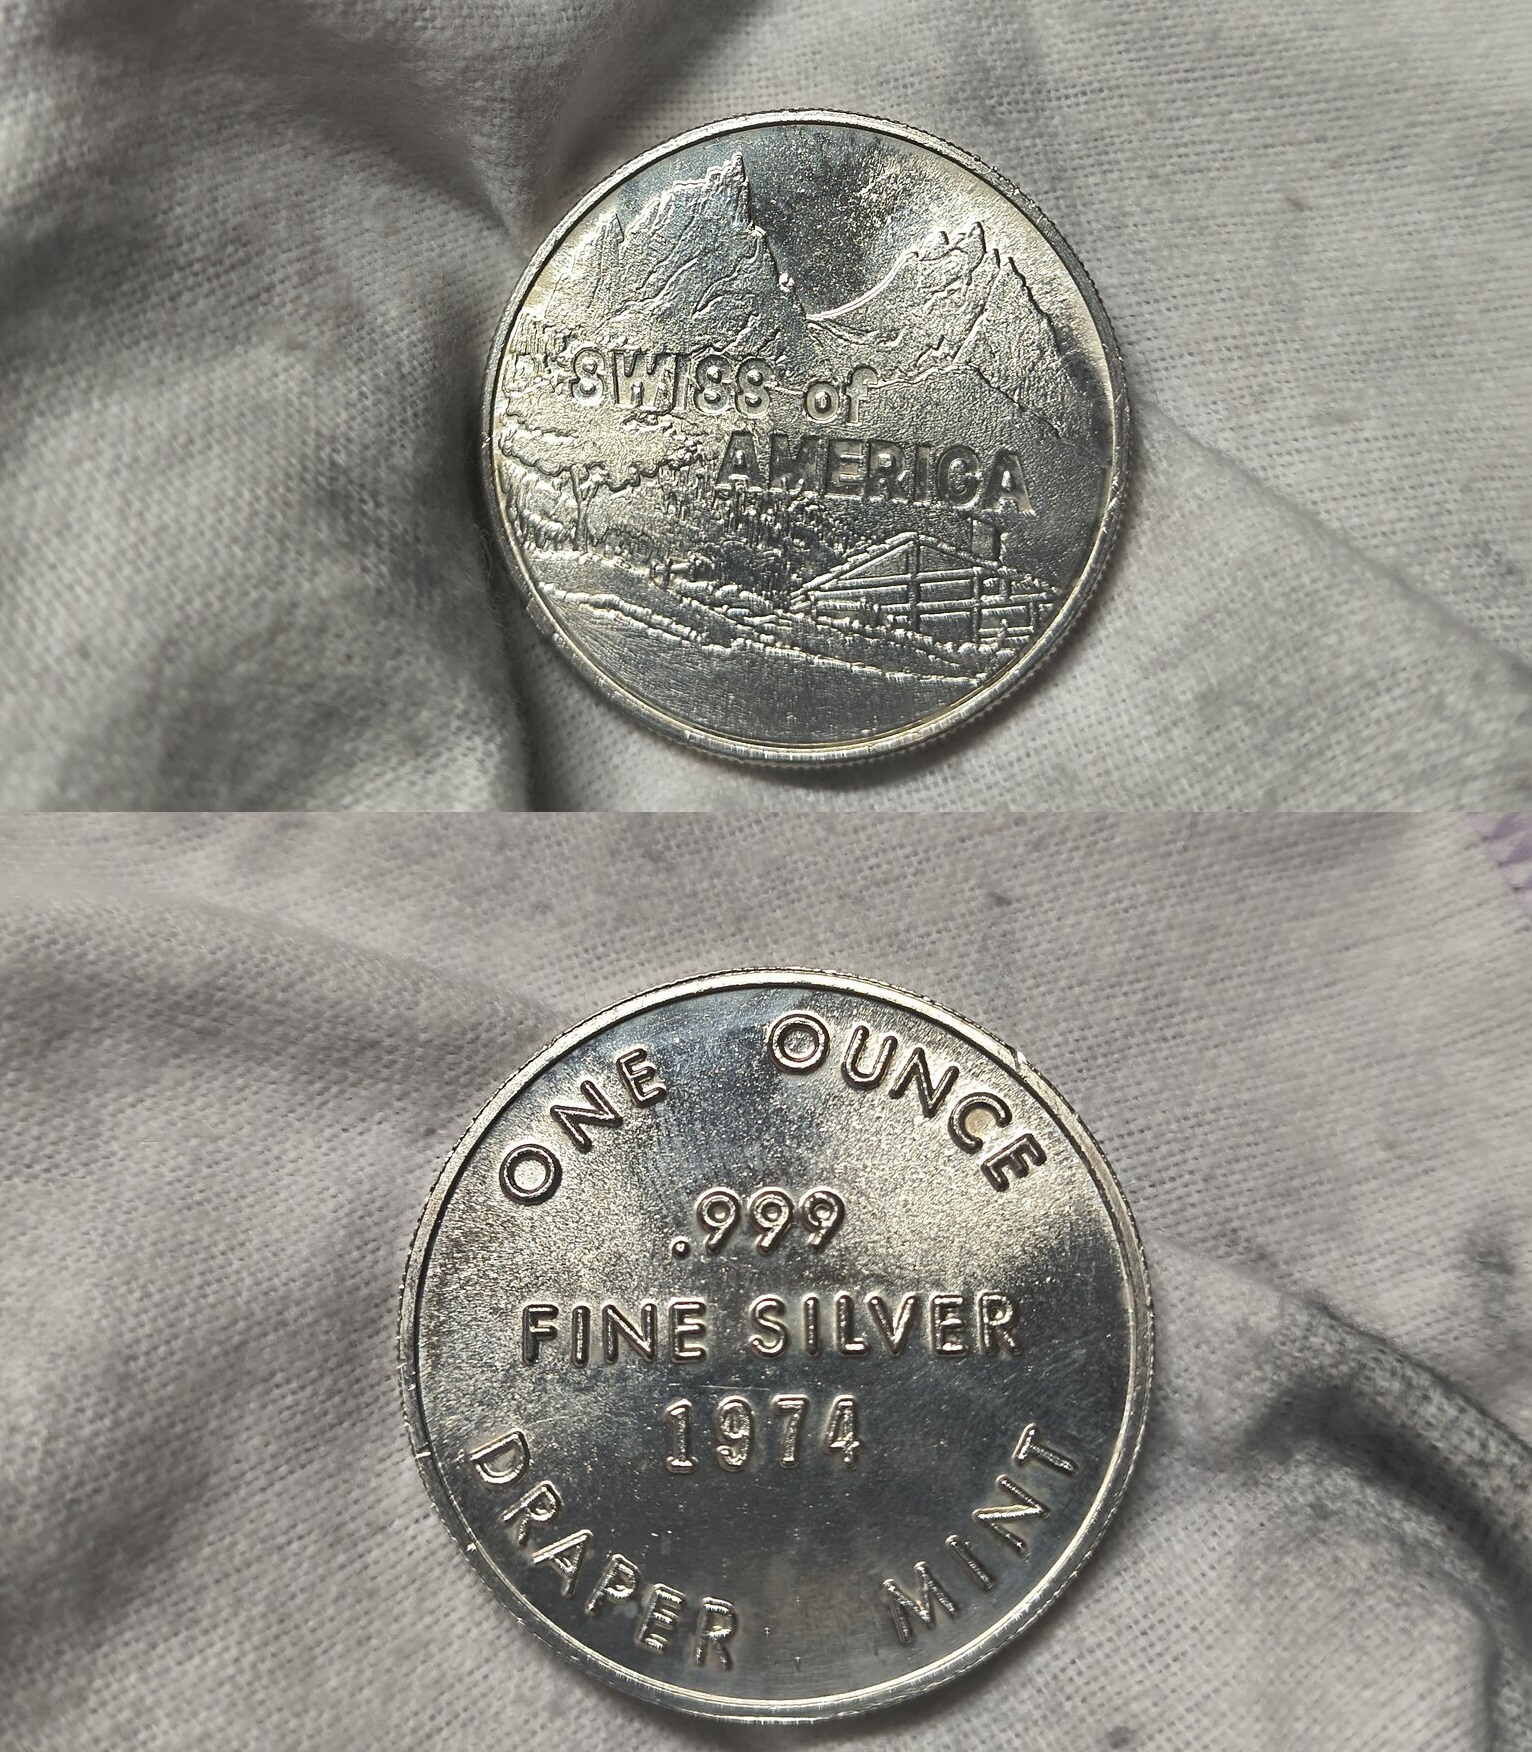 SWISS of
AMERICA
ONE OUNCE
.999
FINE SILVER
1974
DRAPER MINT